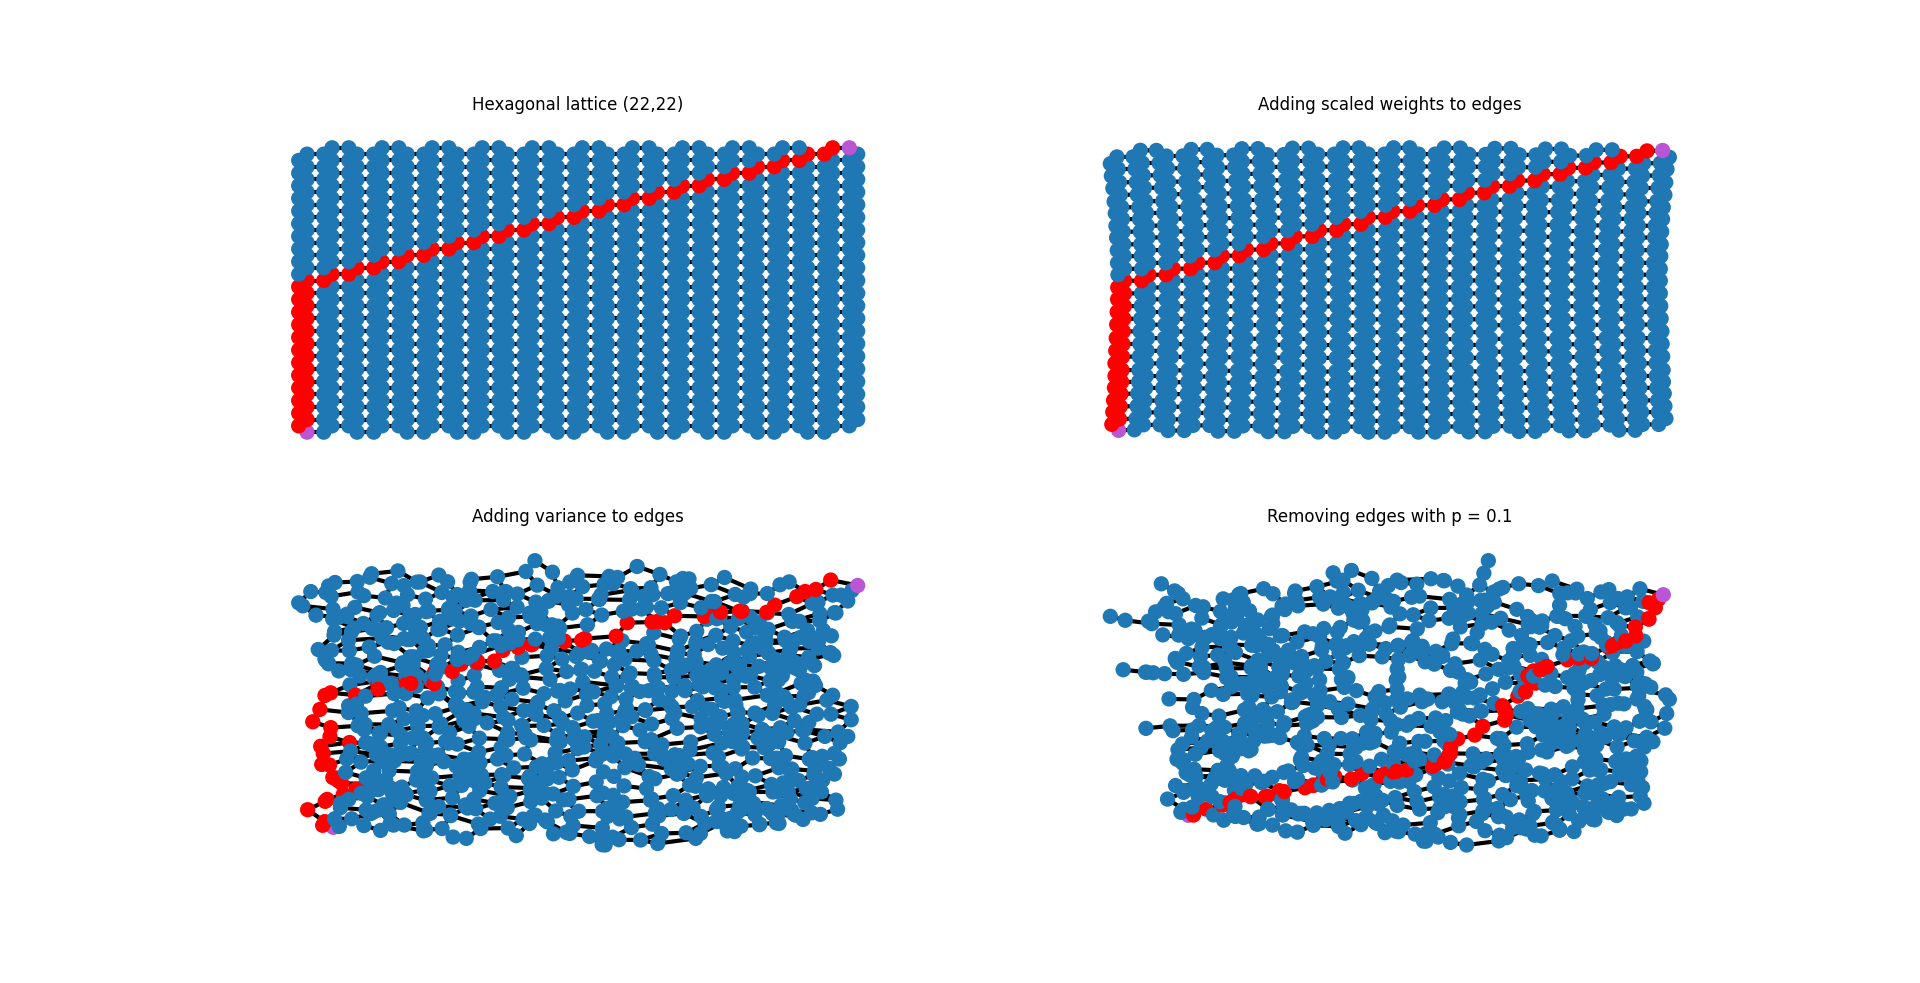 Hexagonal lattice (22,22)
Adding scaled weights to edges
Adding variance to edges
Removing edges with p = 0.1